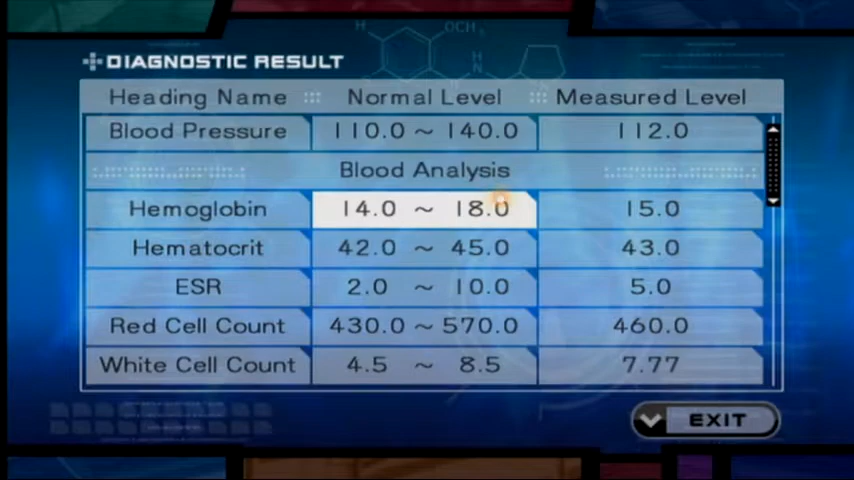 H
OCH3
H
N
H
DIAGNOSTIC RESULT
Heading Name Normal Level Measured Level
Blood Pressure 110.0 ~ 140.0 112.0
Blood Analysis
Hemoglobin 14.0 ~ 18.0 15.0
Hematocrit 42.0 ~ 45.0 43.0
ESR 2.0 ~ 10.0 5.0
Red Cell Count 430.0 ~ 570.0 460.0
White Cell Count 4.5 ~ 8.5 7.77
EXIT